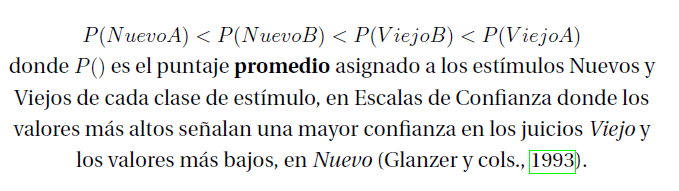 P(NuevoA) < P(NuevoB) < P(ViejoB) < P(ViejoA)
donde P() es el puntaje promedio asignado a los estímulos Nuevos y
Viejos de cada clase de estímulo, en Escalas de Confianza donde los
valores más altos señalan una mayor confianza en los juicios Viejo y
los valores más bajos, en Nuevo (Glanzer y cols., 1993).